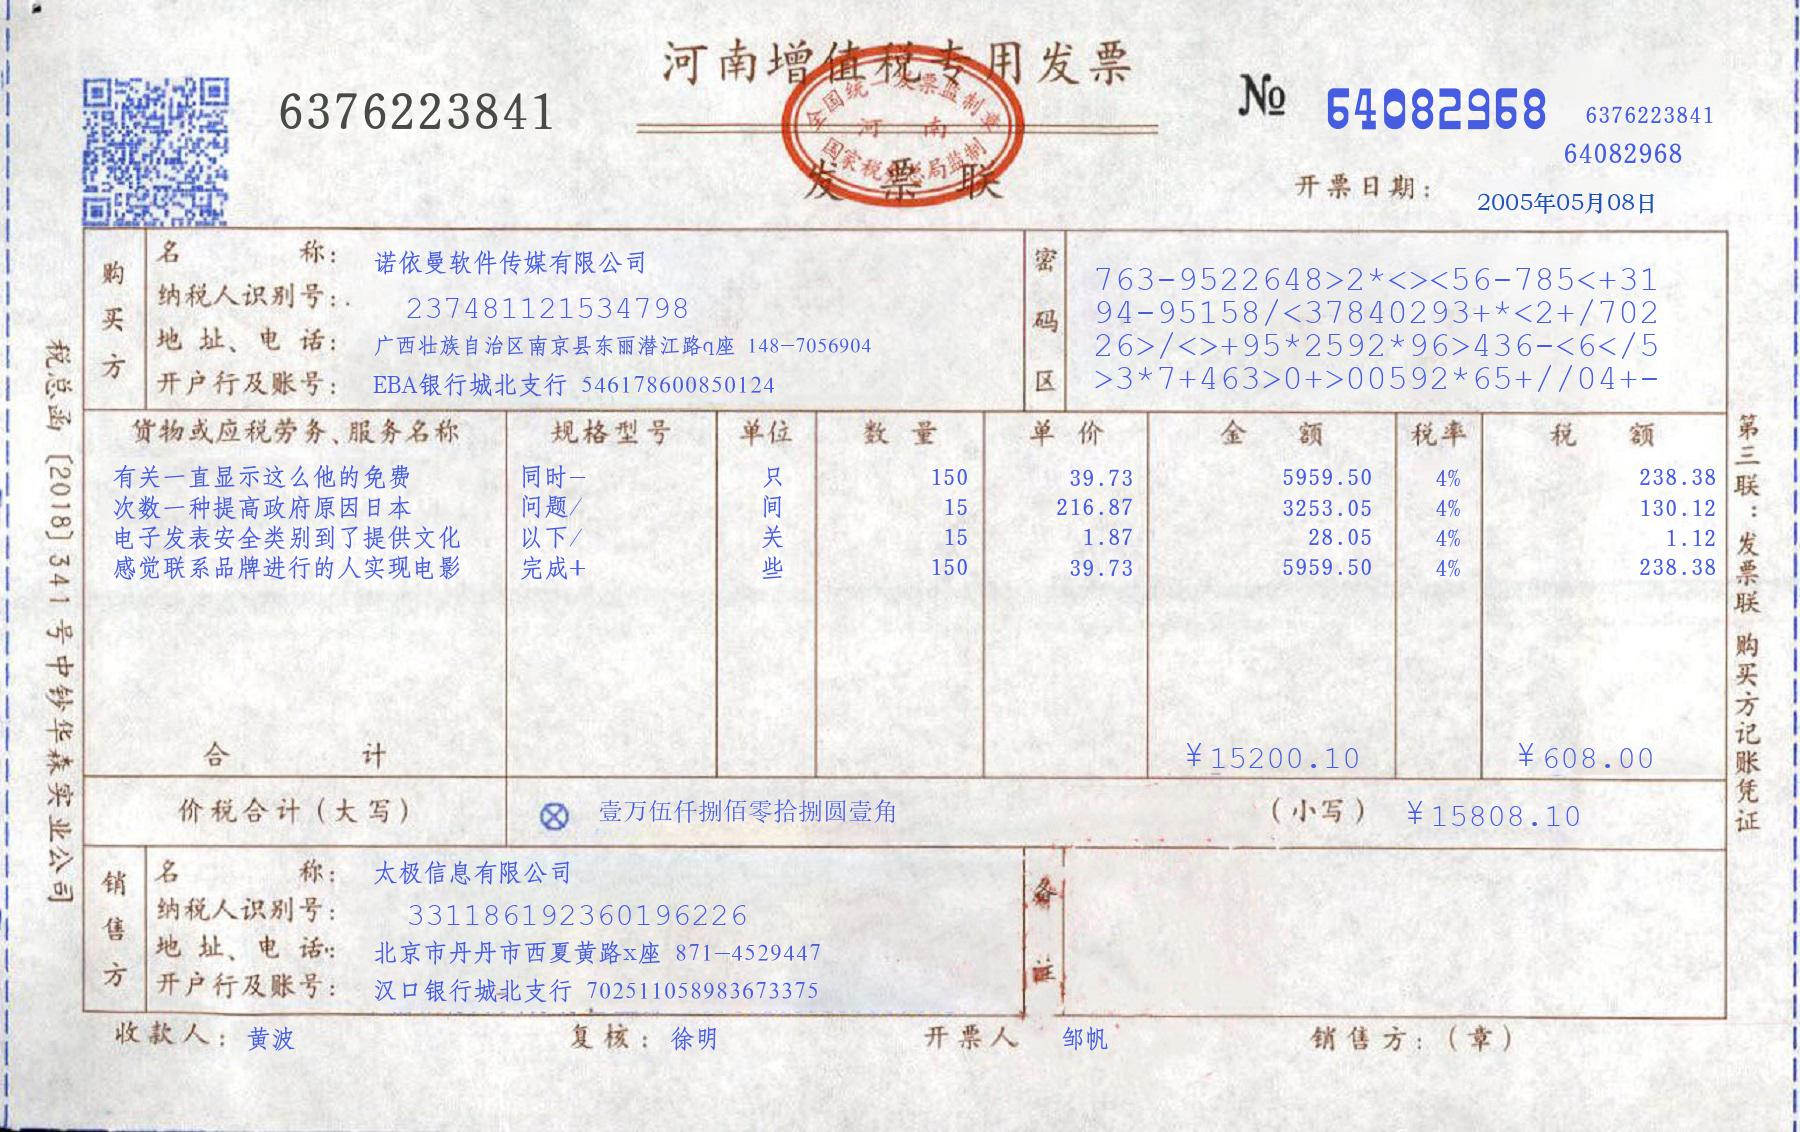 河南增值税专用发票
6376223841
全国统一发票监制章
河南
国家税务总局监制
发票联
№ 64082968 6376223841
64082968
开票日期: 2005年05月08日
购买方
名称: 诺依曼软件传媒有限公司
纳税人识别号: 237481121534798
地址、电话: 广西壮族自治区南京县东丽潜江路q座 148-7056904
开户行及账号: EBA银行城北支行 546178600850124
密码区
763-9522648>2*<><56-785<+31
94-95158/<37840293+*<2+/702
26>/<>+95*2592*96>436-<6</5
>3*7+463>0+>00592*65+//04+-
货物或应税劳务、服务名称 规格型号 单位 数量 单价 金额 税率 税额
有关一直显示这么他的免费 同时- 只 150 39.73 5959.50 4% 238.38
次数一种提高政府原因日本 问题/ 间 15 216.87 3253.05 4% 130.12
电子发表安全类别到了提供文化 以下/ 关 15 1.87 28.05 4% 1.12
感觉联系品牌进行的人实现电影 完成+ 些 150 39.73 5959.50 4% 238.38
合计 ¥15200.10 ¥608.00
价税合计(大写) ⊗ 壹万伍仟捌佰零拾捌圆壹角 (小写) ¥15808.10
销售方
名称: 太极信息有限公司
纳税人识别号: 331186192360196226
地址、电话: 北京市丹丹市西夏黄路x座 871-4529447
开户行及账号: 汉口银行城北支行 702511058983673375
备注
收款人: 黄波 复核: 徐明 开票人 邹帆 销售方: (章)
税总函[2018]341号中钞华森实业公司
第三联:发票联 购买方记账凭证